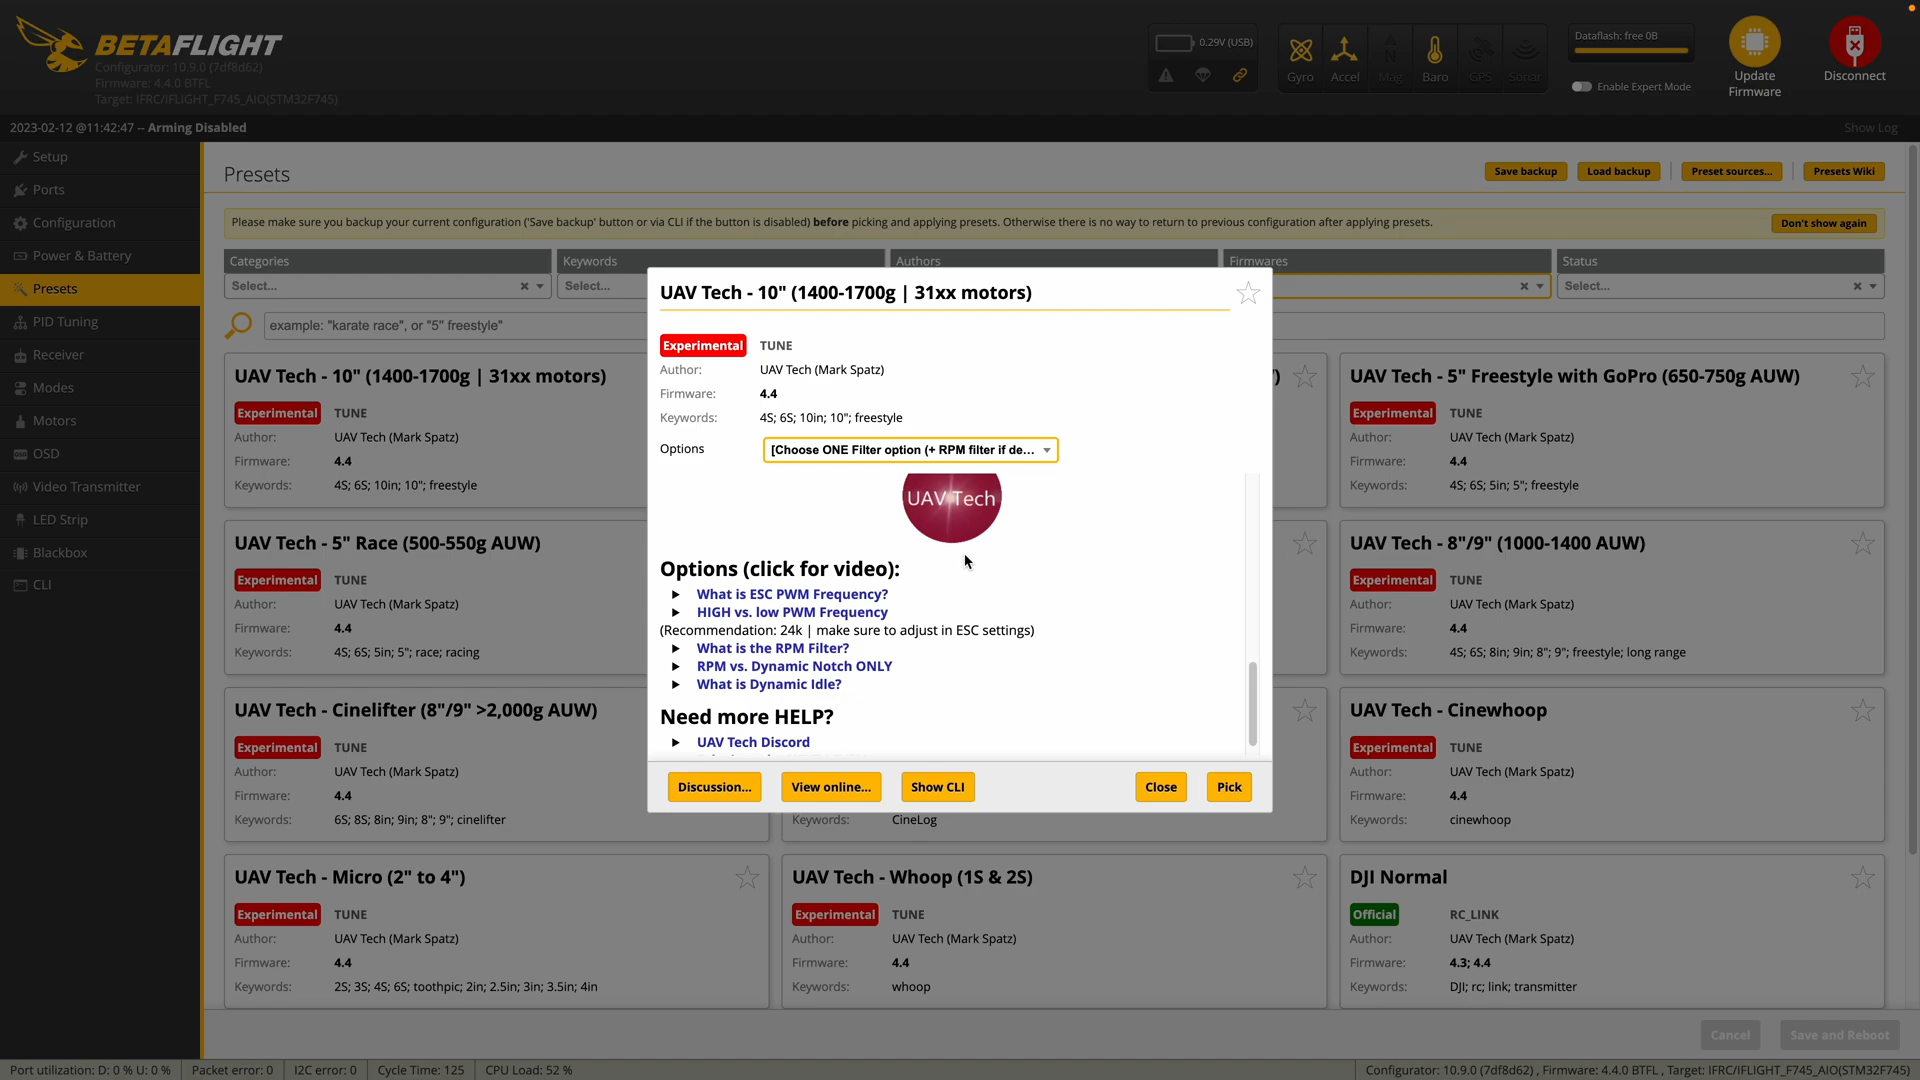 BETAFLIGHT
Configurator: 10.9.0 (7df8d62)
Firmware: 4.4.0 BTFL
Target: IFRC/IFLIGHT_F745_AIO(STM32F745)
0.29V (USB)
Gyro Accel Mag Baro GPS Sonar
Dataflash: free 0B
Enable Expert Mode
Update
Firmware
Disconnect
2023-02-12 @11:42:47 -- Arming Disabled
Show Log
Setup
Ports
Configuration
Power & Battery
Presets
PID Tuning
Receiver
Modes
Motors
OSD
Video Transmitter
LED Strip
Blackbox
CLI
Presets
Save backup
Load backup
Preset sources...
Presets Wiki
Please make sure you backup your current configuration ('Save backup' button or via CLI if the button is disabled) before picking and applying presets. Otherwise there is no way to return to previous configuration after applying presets.
Don't show again
Categories
Keywords
Authors
Firmwares
Status
Select...
Select...
Select...
example: "karate race", or "5" freestyle"
UAV Tech - 10" (1400-1700g | 31xx motors)
Experimental TUNE
Author: UAV Tech (Mark Spatz)
Firmware: 4.4
Keywords: 4S; 6S; 10in; 10"; freestyle
UAV Tech - 5" Freestyle with GoPro (650-750g AUW)
Experimental TUNE
Author: UAV Tech (Mark Spatz)
Firmware: 4.4
Keywords: 4S; 6S; 5in; 5"; freestyle
UAV Tech - 5" Race (500-550g AUW)
Experimental TUNE
Author: UAV Tech (Mark Spatz)
Firmware: 4.4
Keywords: 4S; 6S; 5in; 5"; race; racing
UAV Tech - 8"/9" (1000-1400 AUW)
Experimental TUNE
Author: UAV Tech (Mark Spatz)
Firmware: 4.4
Keywords: 4S; 6S; 8in; 9in; 8"; 9"; freestyle; long range
UAV Tech - Cinelifter (8"/9" >2,000g AUW)
Experimental TUNE
Author: UAV Tech (Mark Spatz)
Firmware: 4.4
Keywords: 6S; 8S; 8in; 9in; 8"; 9"; cinelifter
Keywords: CineLog
UAV Tech - Cinewhoop
Experimental TUNE
Author: UAV Tech (Mark Spatz)
Firmware: 4.4
Keywords: cinewhoop
UAV Tech - Micro (2" to 4")
Experimental TUNE
Author: UAV Tech (Mark Spatz)
Firmware: 4.4
Keywords: 2S; 3S; 4S; 6S; toothpic; 2in; 2.5in; 3in; 3.5in; 4in
UAV Tech - Whoop (1S & 2S)
Experimental TUNE
Author: UAV Tech (Mark Spatz)
Firmware: 4.4
Keywords: whoop
DJI Normal
Official RC_LINK
Author: UAV Tech (Mark Spatz)
Firmware: 4.3; 4.4
Keywords: DJI; rc; link; transmitter
UAV Tech - 10" (1400-1700g | 31xx motors)
Experimental TUNE
Author: UAV Tech (Mark Spatz)
Firmware: 4.4
Keywords: 4S; 6S; 10in; 10"; freestyle
Options [Choose ONE Filter option (+ RPM filter if de...
UAV Tech
Options (click for video):
What is ESC PWM Frequency?
HIGH vs. low PWM Frequency
(Recommendation: 24k | make sure to adjust in ESC settings)
What is the RPM Filter?
RPM vs. Dynamic Notch ONLY
What is Dynamic Idle?
Need more HELP?
UAV Tech Discord
Discussion...
View online...
Show CLI
Close
Pick
Cancel
Save and Reboot
Port utilization: D: 0 % U: 0 % Packet error: 0 I2C error: 0 Cycle Time: 125 CPU Load: 52 %
Configurator: 10.9.0 (7df8d62) , Firmware: 4.4.0 BTFL , Target: IFRC/IFLIGHT_F745_AIO(STM32F745)